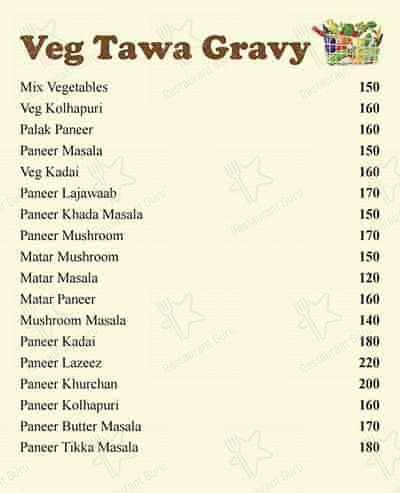 Veg Tawa Gravy
Mix Vegetables 150
Veg Kolhapuri 160
Palak Paneer 160
Paneer Masala 150
Veg Kadai 160
Paneer Lajawaab 170
Paneer Khada Masala 150
Paneer Mushroom 170
Matar Mushroom 150
Matar Masala 120
Matar Paneer 160
Mushroom Masala 140
Paneer Kadai 180
Paneer Lazeez 220
Paneer Khurchan 200
Paneer Kolhapuri 160
Paneer Butter Masala 170
Paneer Tikka Masala 180
Restaurant Guru